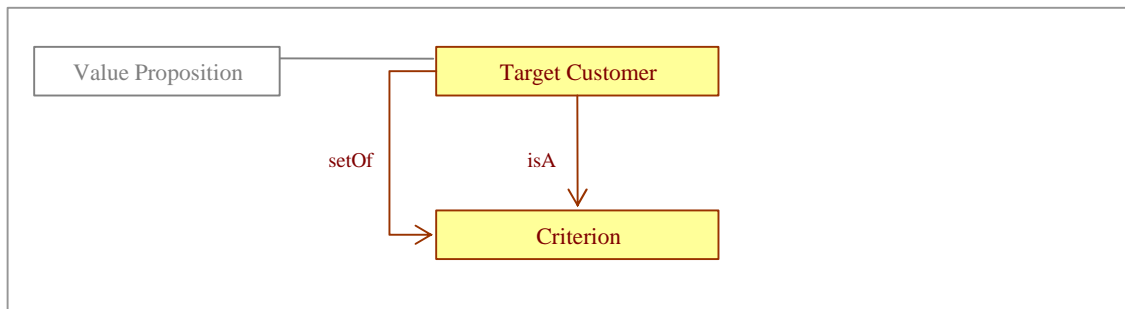 Value Proposition
Target Customer
setOf
isA
Criterion